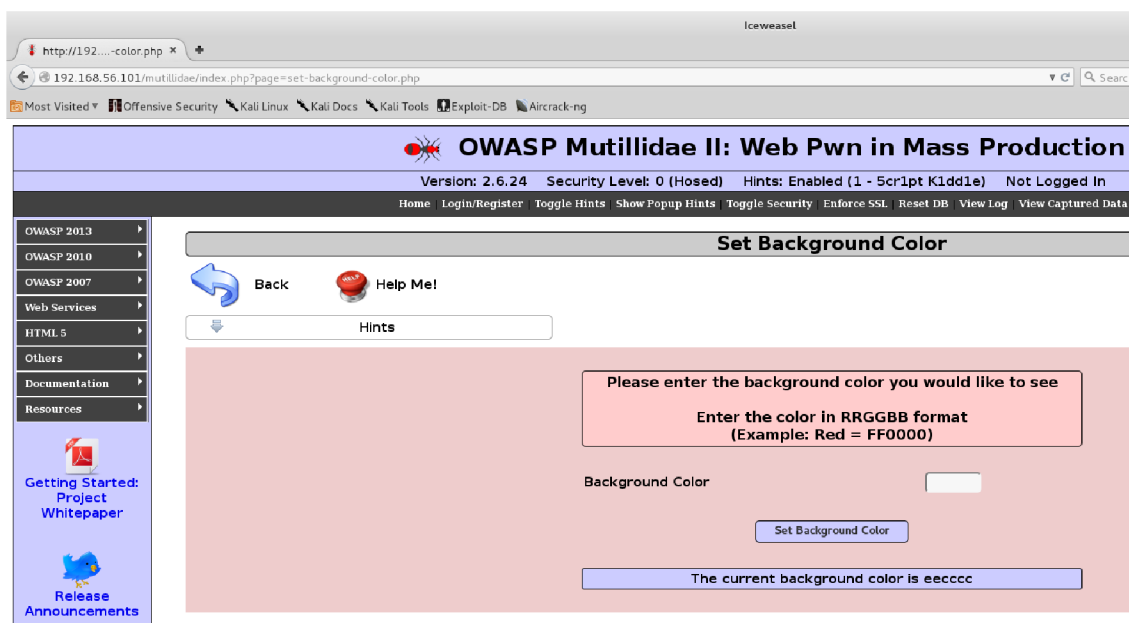 Iceweasel
http://192....-color.php × +
192.168.56.101/mutillidae/index.php?page=set-background-color.php
Most Visited Offensive Security Kali Linux Kali Docs Kali Tools Exploit-DB Aircrack-ng
OWASP Mutillidae II: Web Pwn in Mass Production
Version: 2.6.24 Security Level: 0 (Hosed) Hints: Enabled (1 - 5cr1pt K1dd1e) Not Logged In
Home | Login/Register | Toggle Hints | Show Popup Hints | Toggle Security | Enforce SSL | Reset DB | View Log | View Captured Data
OWASP 2013
OWASP 2010
OWASP 2007
Web Services
HTML 5
Others
Documentation
Resources
Getting Started:
Project
Whitepaper
Release
Announcements
Set Background Color
Back
HELP
Help Me!
Hints
Please enter the background color you would like to see
Enter the color in RRGGBB format
(Example: Red = FF0000)
Background Color
Set Background Color
The current background color is eecccc